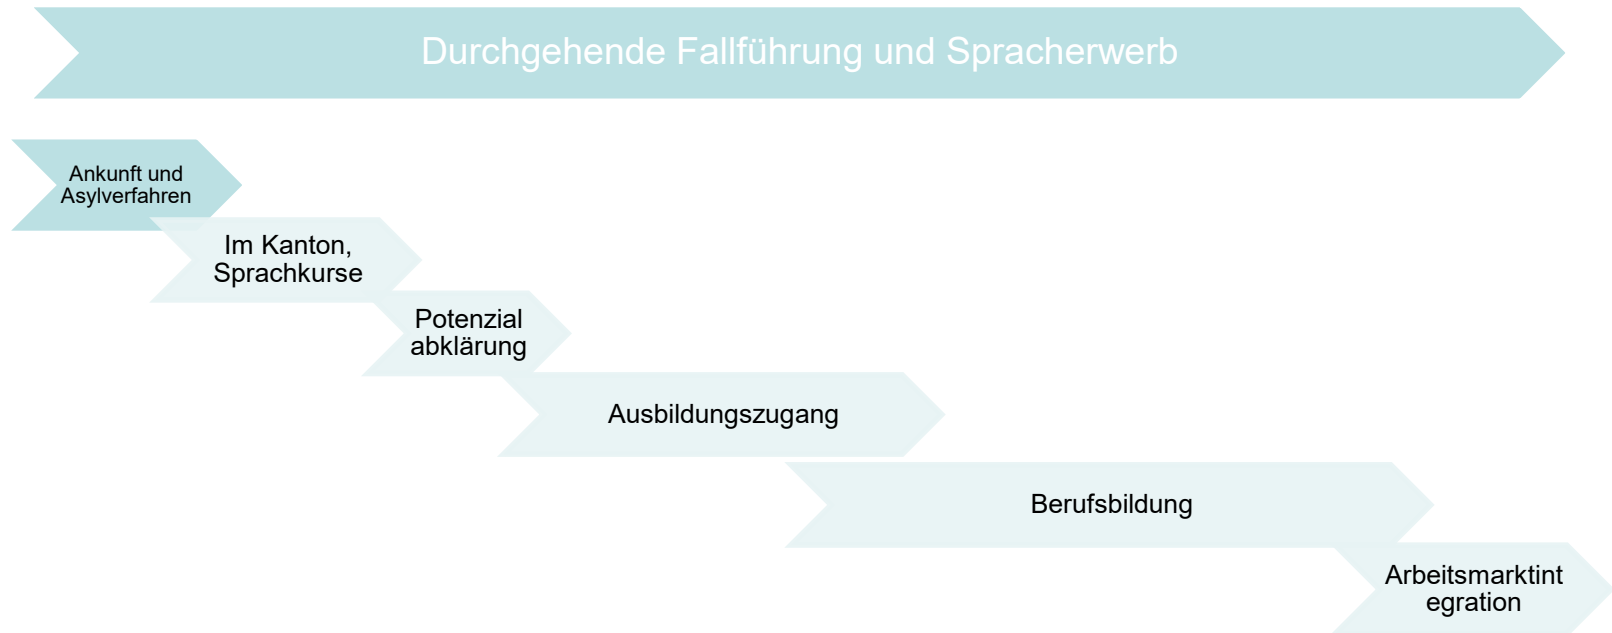 Durchgehende Fallführung und Spracherwerb
Ankunft und
Asylverfahren
Im Kanton,
Sprachkurse
Potenzial
abklärung
Ausbildungszugang
Berufsbildung
Arbeitsmarktint
egration